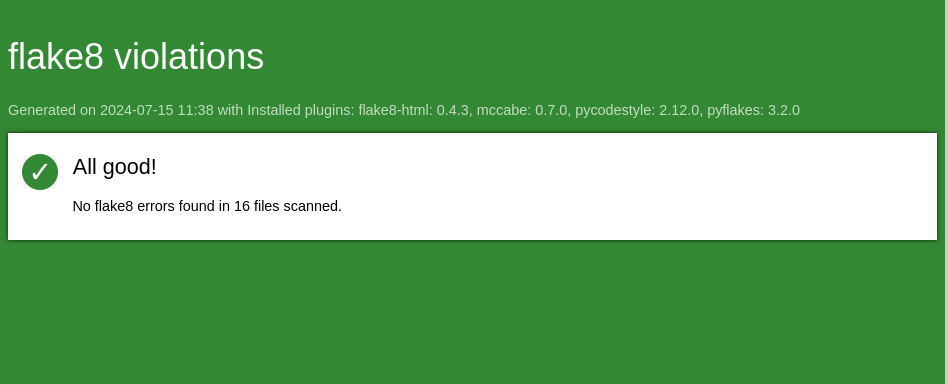 flake8 violations
Generated on 2024-07-15 11:38 with Installed plugins: flake8-html: 0.4.3, mccabe: 0.7.0, pycodestyle: 2.12.0, pyflakes: 3.2.0
✓ All good!
No flake8 errors found in 16 files scanned.